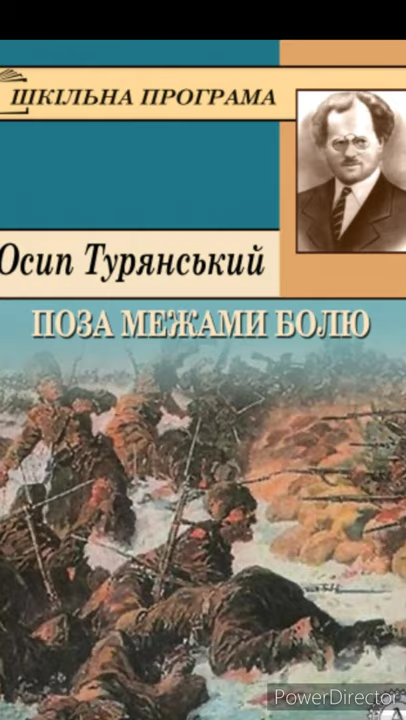 ШКІЛЬНА ПРОГРАМА
Осип Турянський
ПОЗА МЕЖАМИ БОЛЮ
PowerDirector